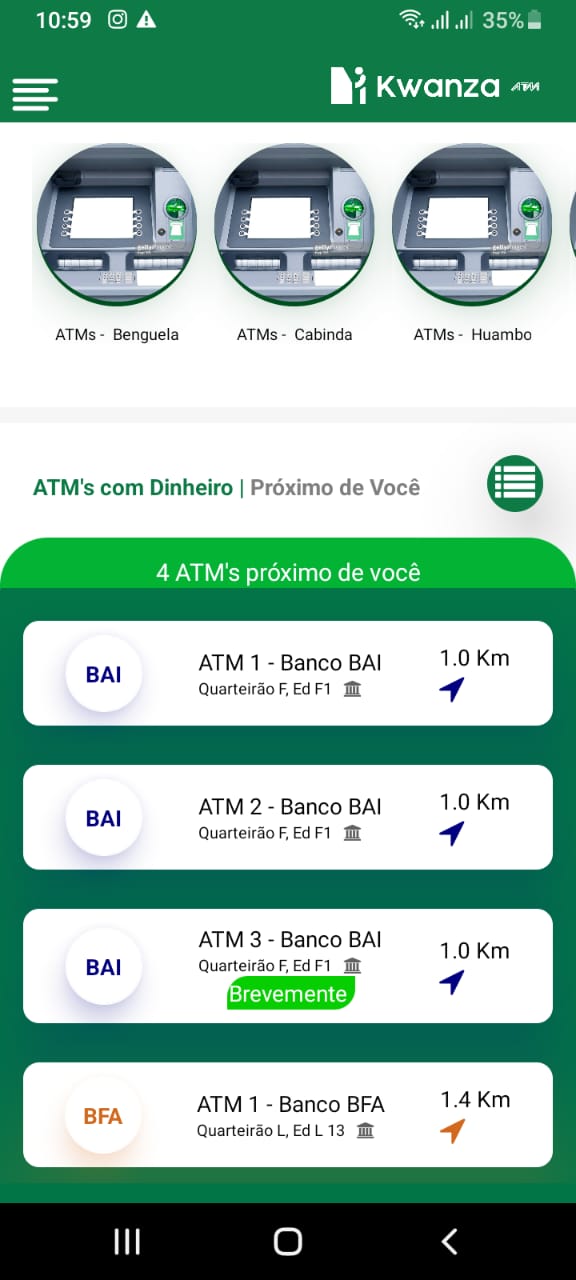 10:59
35%
Kwanza ATM
ATMs - Benguela
ATMs - Cabinda
ATMs - Huambo
ATM's com Dinheiro | Próximo de Você
4 ATM's próximo de você
BAI
ATM 1 - Banco BAI
Quarteirão F, Ed F1
1.0 Km
BAI
ATM 2 - Banco BAI
Quarteirão F, Ed F1
1.0 Km
BAI
ATM 3 - Banco BAI
Quarteirão F, Ed F1
Brevemente
1.0 Km
BFA
ATM 1 - Banco BFA
Quarteirão L, Ed L 13
1.4 Km